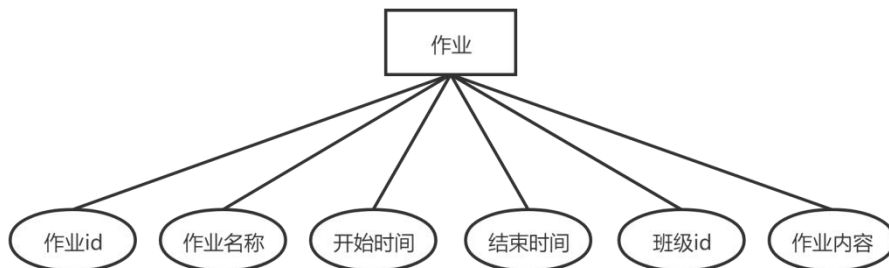 作业
作业id
作业名称
开始时间
结束时间
班级id
作业内容